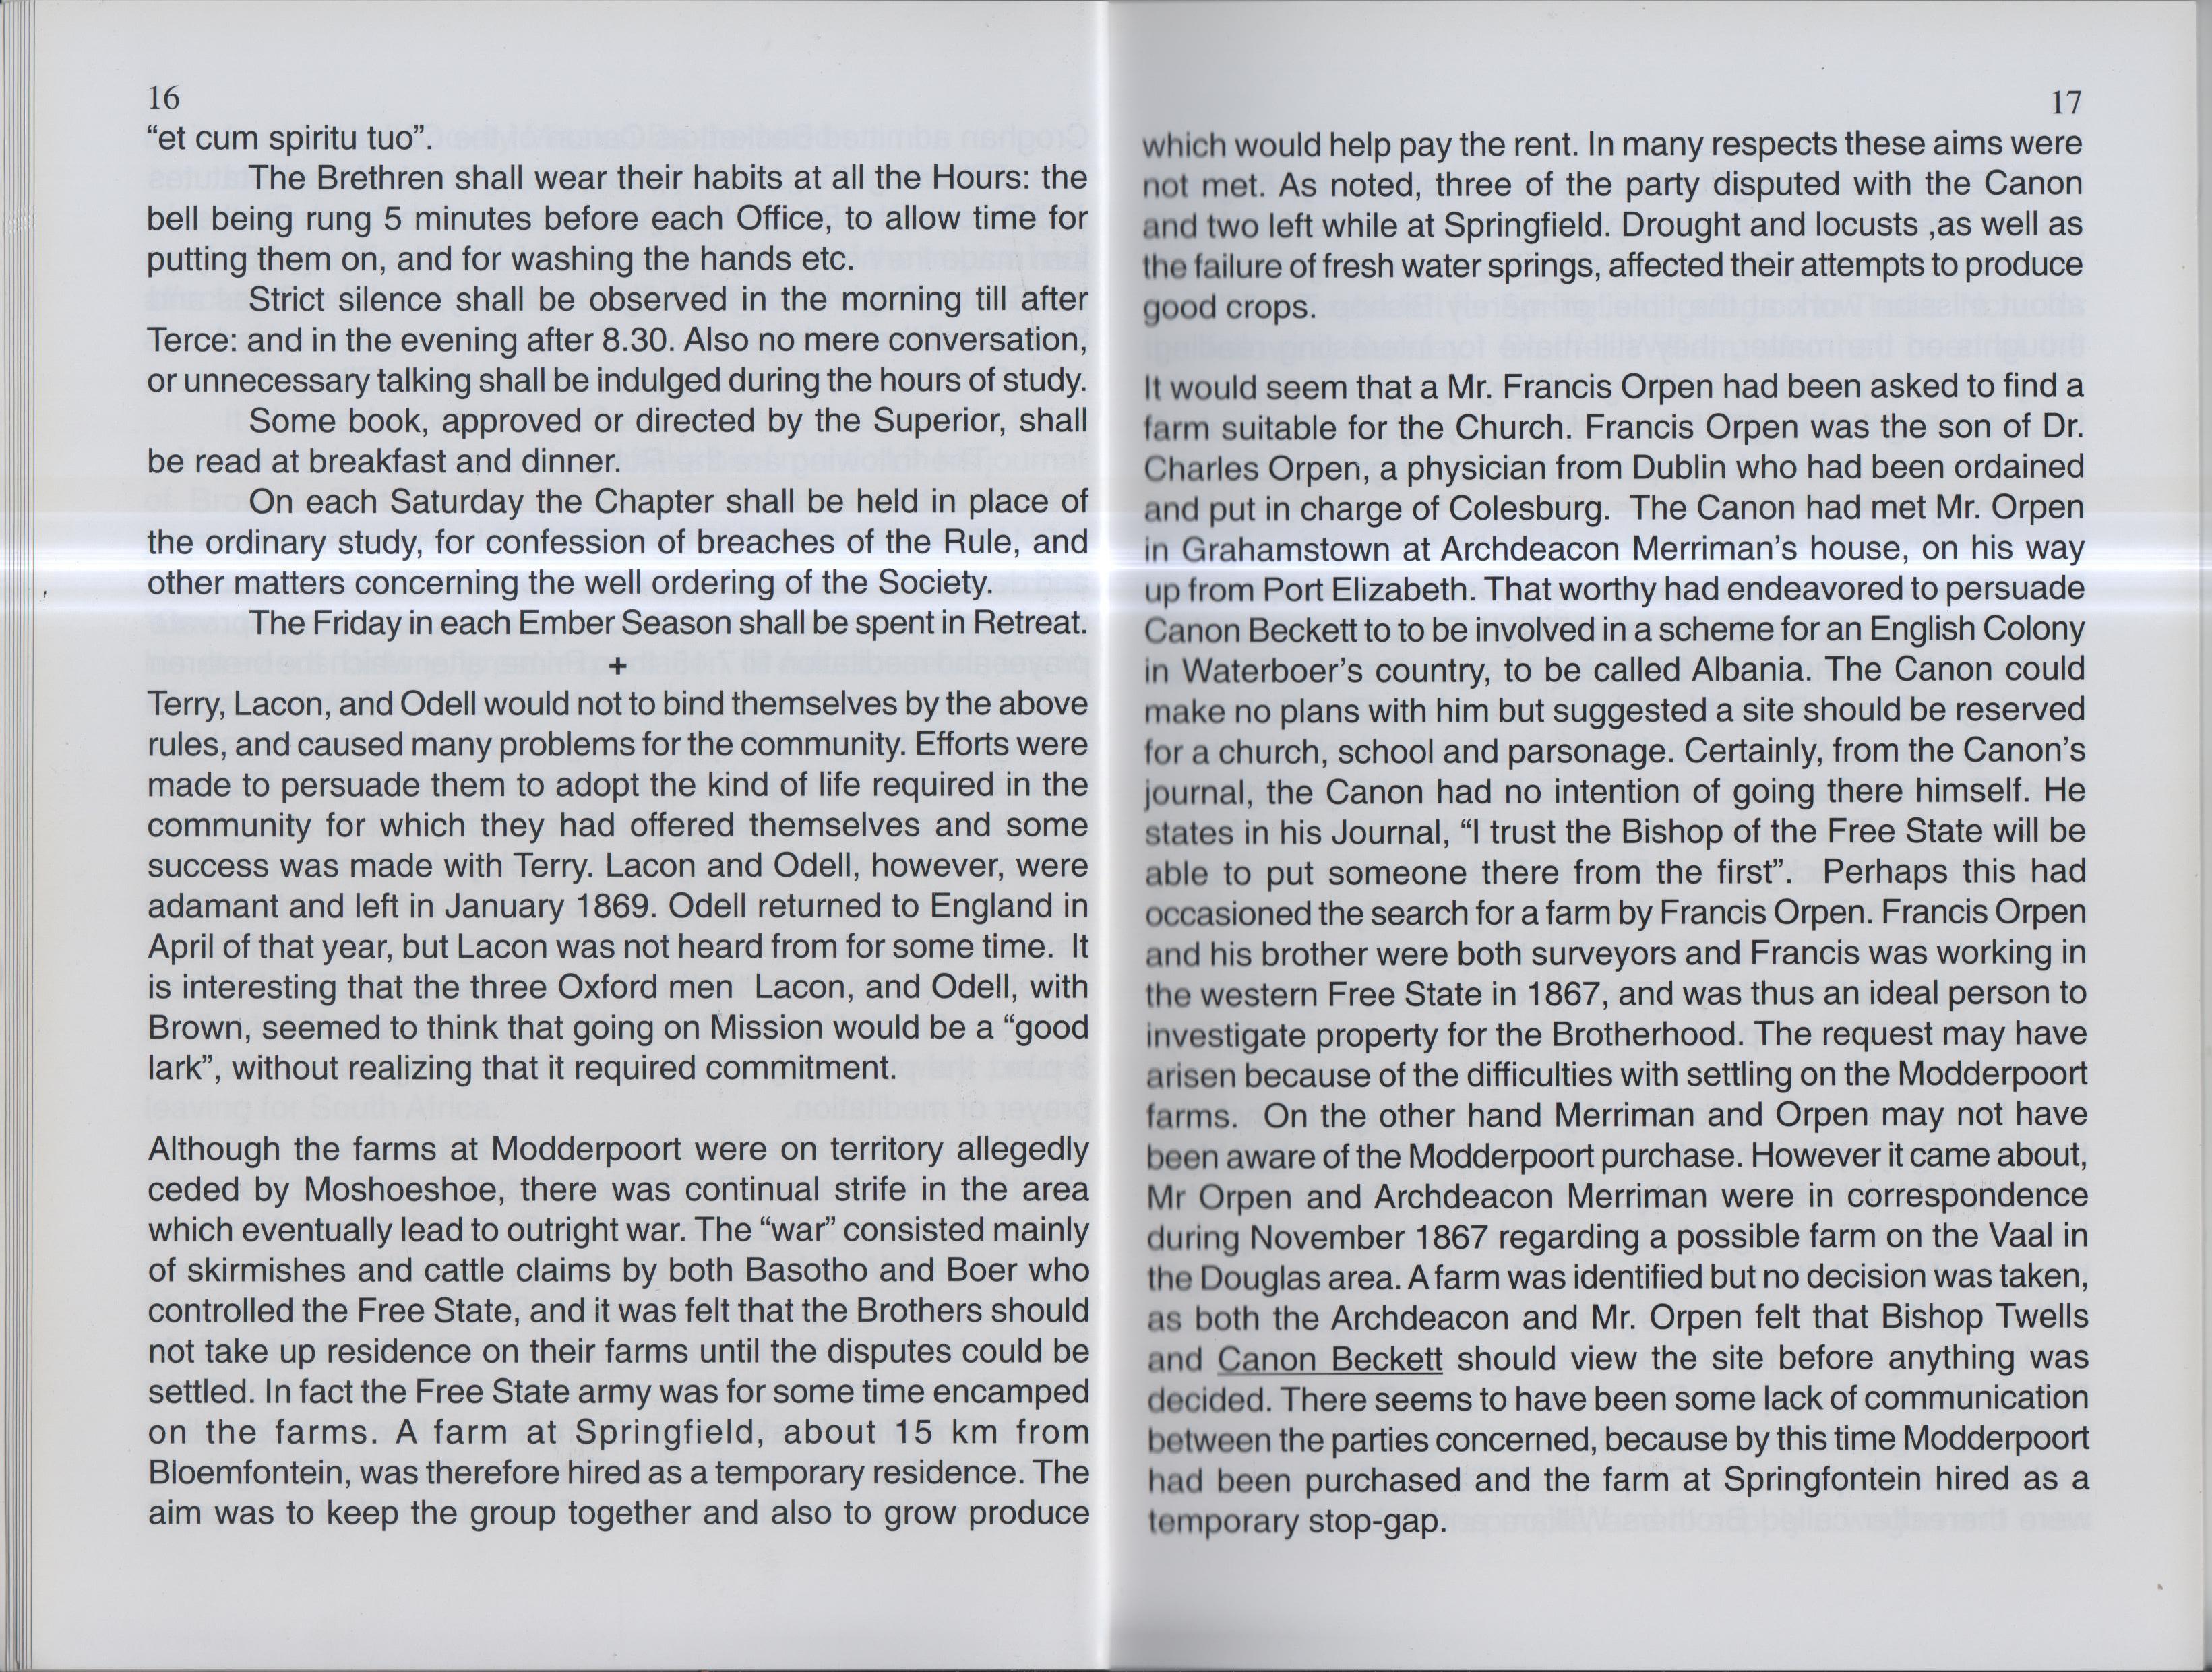 16
“et cum spiritu tuo”.
The Brethren shall wear their habits at all the Hours: the
bell being rung 5 minutes before each Office, to allow time for
putting them on, and for washing the hands etc.
Strict silence shall be observed in the morning till after
Terce: and in the evening after 8.30. Also no mere conversation,
or unnecessary talking shall be indulged during the hours of study.
Some book, approved or directed by the Superior, shall
be read at breakfast and dinner.
On each Saturday the Chapter shall be held in place of
the ordinary study, for confession of breaches of the Rule, and
other matters concerning the well ordering of the Society.
The Friday in each Ember Season shall be spent in Retreat.
+
Terry, Lacon, and Odell would not to bind themselves by the above
rules, and caused many problems for the community. Efforts were
made to persuade them to adopt the kind of life required in the
community for which they had offered themselves and some
success was made with Terry. Lacon and Odell, however, were
adamant and left in January 1869. Odell returned to England in
April of that year, but Lacon was not heard from for some time. It
is interesting that the three Oxford men Lacon, and Odell, with
Brown, seemed to think that going on Mission would be a “good
lark”, without realizing that it required commitment.
Although the farms at Modderpoort were on territory allegedly
ceded by Moshoeshoe, there was continual strife in the area
which eventually lead to outright war. The “war” consisted mainly
of skirmishes and cattle claims by both Basotho and Boer who
controlled the Free State, and it was felt that the Brothers should
not take up residence on their farms until the disputes could be
settled. In fact the Free State army was for some time encamped
on the farms. A farm at Springfield, about 15 km from
Bloemfontein, was therefore hired as a temporary residence. The
aim was to keep the group together and also to grow produce
17
which would help pay the rent. In many respects these aims were
not met. As noted, three of the party disputed with the Canon
and two left while at Springfield. Drought and locusts ,as well as
the failure of fresh water springs, affected their attempts to produce
good crops.
It would seem that a Mr. Francis Orpen had been asked to find a
farm suitable for the Church. Francis Orpen was the son of Dr.
Charles Orpen, a physician from Dublin who had been ordained
and put in charge of Colesburg. The Canon had met Mr. Orpen
in Grahamstown at Archdeacon Merriman’s house, on his way
up from Port Elizabeth. That worthy had endeavored to persuade
Canon Beckett to to be involved in a scheme for an English Colony
in Waterboer’s country, to be called Albania. The Canon could
make no plans with him but suggested a site should be reserved
for a church, school and parsonage. Certainly, from the Canon’s
journal, the Canon had no intention of going there himself. He
states in his Journal, “I trust the Bishop of the Free State will be
able to put someone there from the first”. Perhaps this had
occasioned the search for a farm by Francis Orpen. Francis Orpen
and his brother were both surveyors and Francis was working in
the western Free State in 1867, and was thus an ideal person to
investigate property for the Brotherhood. The request may have
arisen because of the difficulties with settling on the Modderpoort
farms. On the other hand Merriman and Orpen may not have
been aware of the Modderpoort purchase. However it came about,
Mr Orpen and Archdeacon Merriman were in correspondence
during November 1867 regarding a possible farm on the Vaal in
the Douglas area. A farm was identified but no decision was taken,
as both the Archdeacon and Mr. Orpen felt that Bishop Twells
and Canon Beckett should view the site before anything was
decided. There seems to have been some lack of communication
between the parties concerned, because by this time Modderpoort
had been purchased and the farm at Springfontein hired as a
temporary stop-gap.